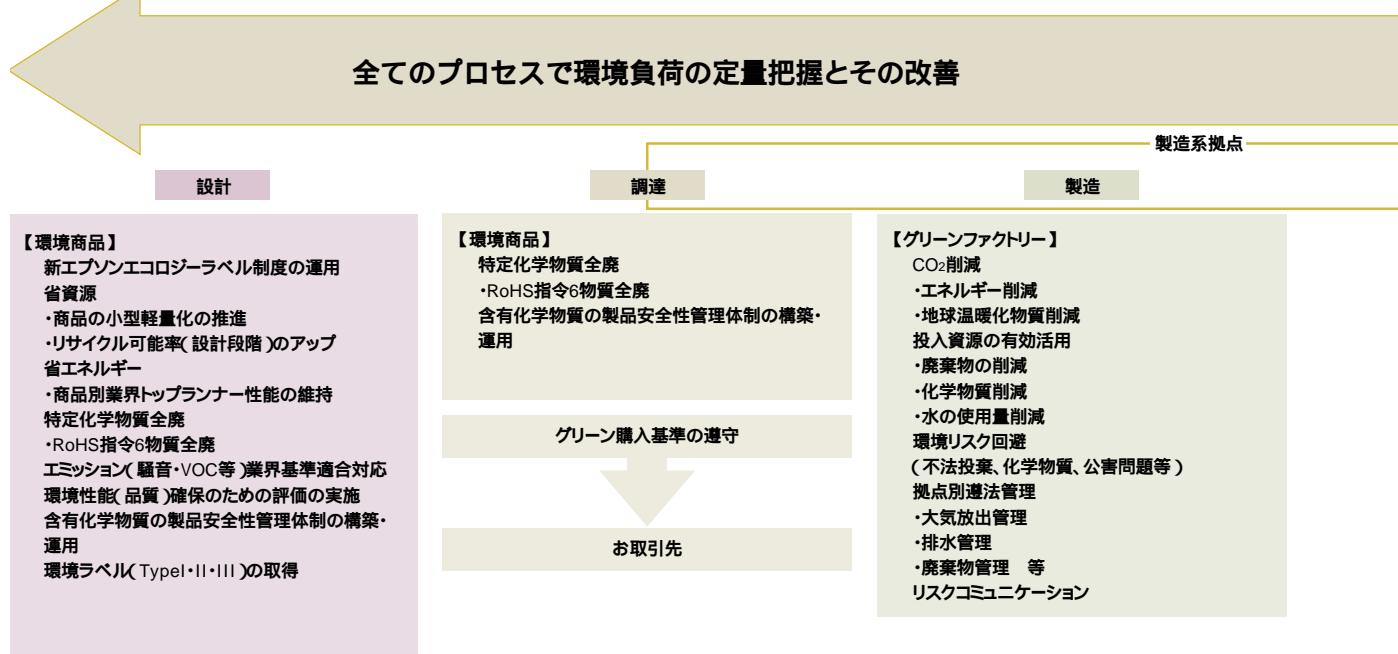 全てのプロセスで環境負荷の定量把握とその改善
製造系拠点
設計
【環境商品】
新エプソンエコロジーラベル制度の運用
省資源
・商品の小型軽量化の推進
・リサイクル可能率(設計段階)のアップ
省エネルギー
・商品別業界トップランナー性能の維持
特定化学物質全廃
・RoHS指令6物質全廃
エミッション(騒音・VOC等)業界基準適合対応
環境性能(品質)確保のための評価の実施
含有化学物質の製品安全性管理体制の構築・
運用
環境ラベル(TypeI・II・III)の取得
調達
【環境商品】
特定化学物質全廃
・RoHS指令6物質全廃
含有化学物質の製品安全性管理体制の構築・
運用
グリーン購入基準の遵守
お取引先
製造
【グリーンファクトリー】
CO2削減
・エネルギー削減
・地球温暖化物質削減
投入資源の有効活用
・廃棄物の削減
・化学物質削減
・水の使用量削減
環境リスク回避
(不法投棄、化学物質、公害問題等)
拠点別遵法管理
・大気放出管理
・排水管理
・廃棄物管理　等
リスクコミュニケーション